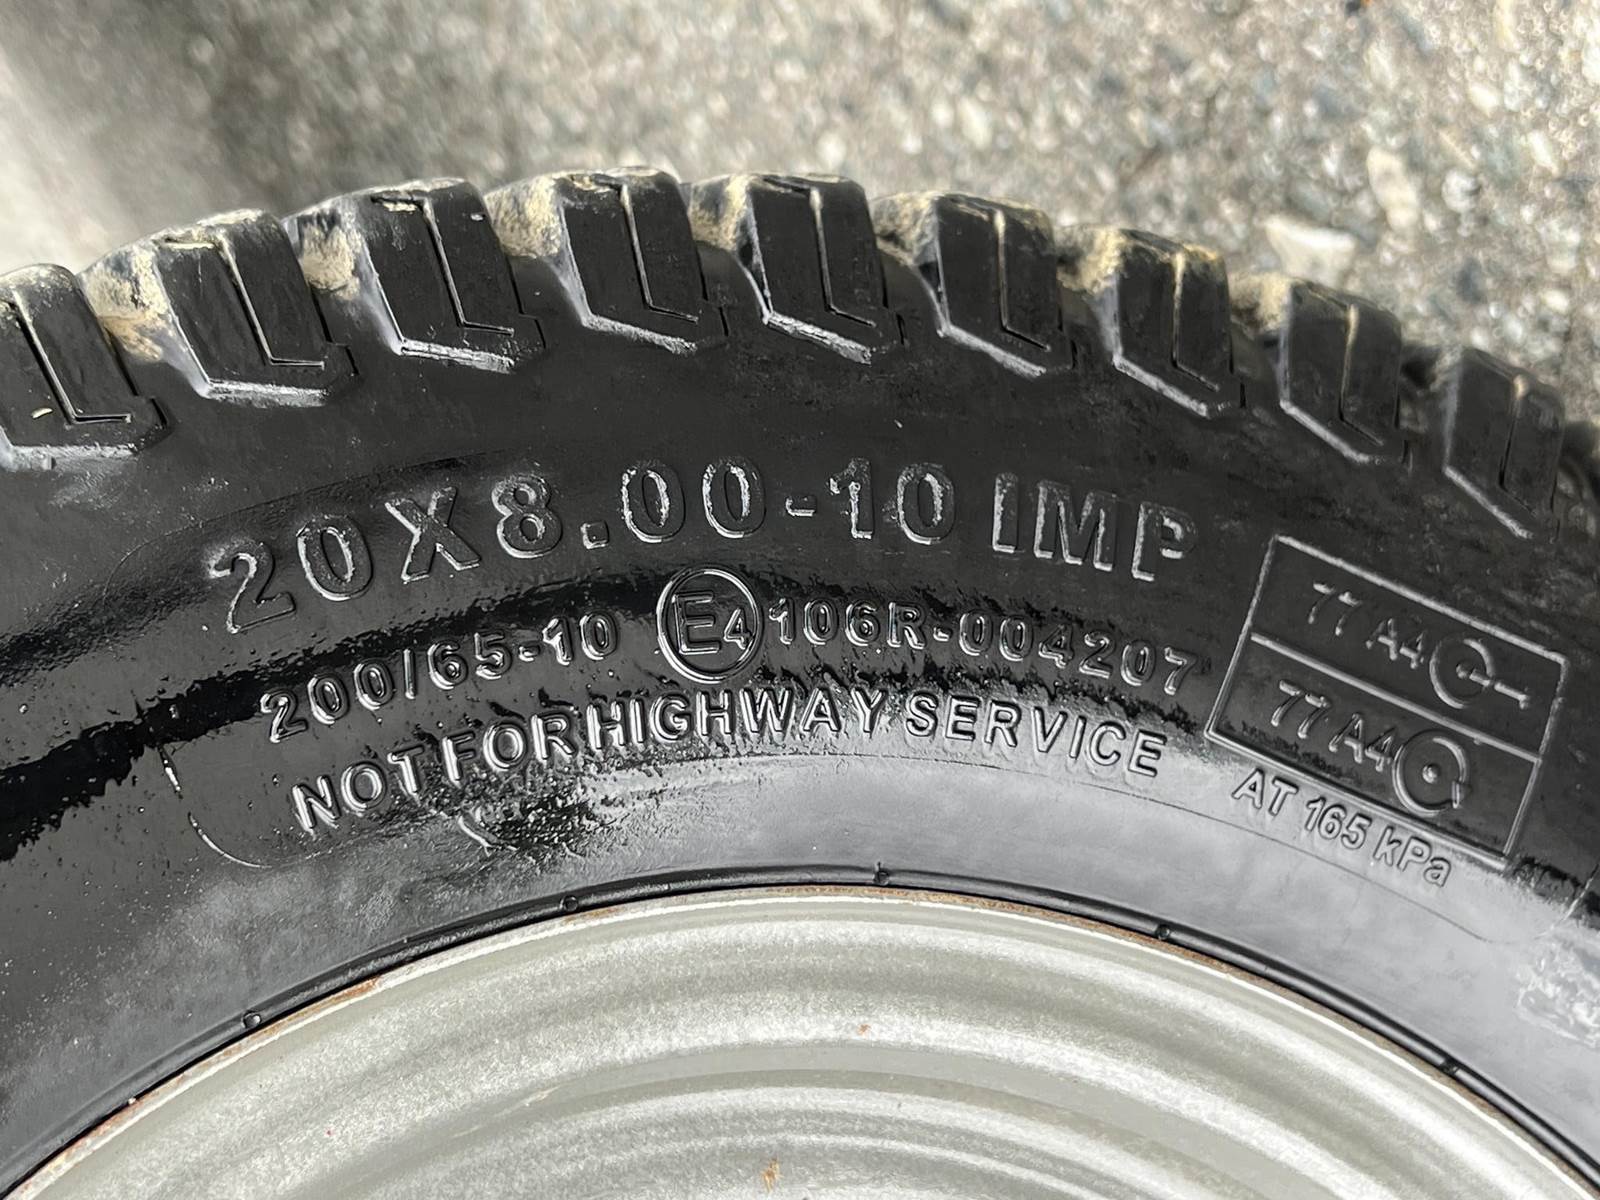 20X8.00-10 IMP
200/65-10 E4 106R-004207
NOT FOR HIGHWAY SERVICE
77 A4
77 A4
AT 165 kPa